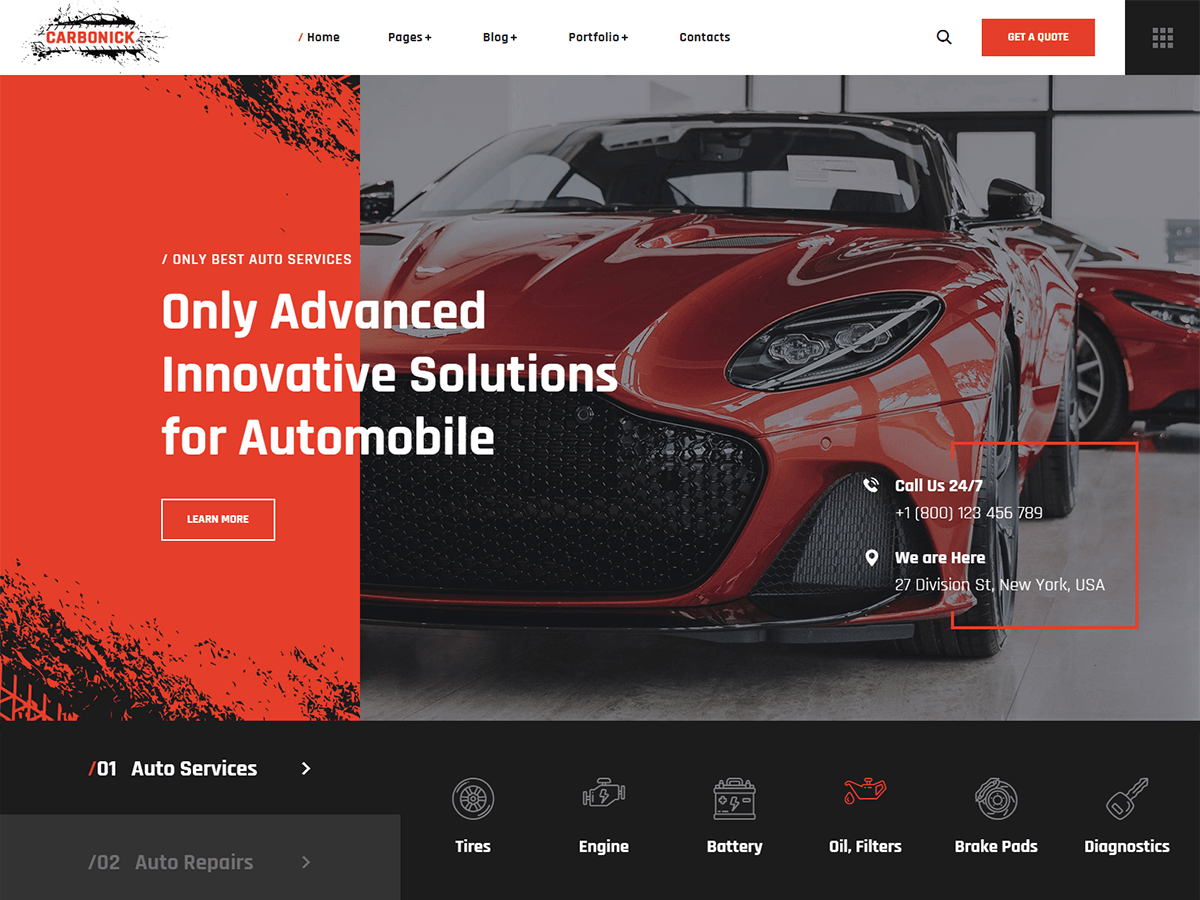 CARBONICK
/ Home
Pages +
Blog +
Portfolio +
Contacts
GET A QUOTE
/ ONLY BEST AUTO SERVICES
Only Advanced
Innovative Solutions
for Automobile
LEARN MORE
Call Us 24/7
+1 (800) 123 456 789
We are Here
27 Division St, New York, USA
/01 Auto Services
/02 Auto Repairs
Tires
Engine
Battery
Oil, Filters
Brake Pads
Diagnostics